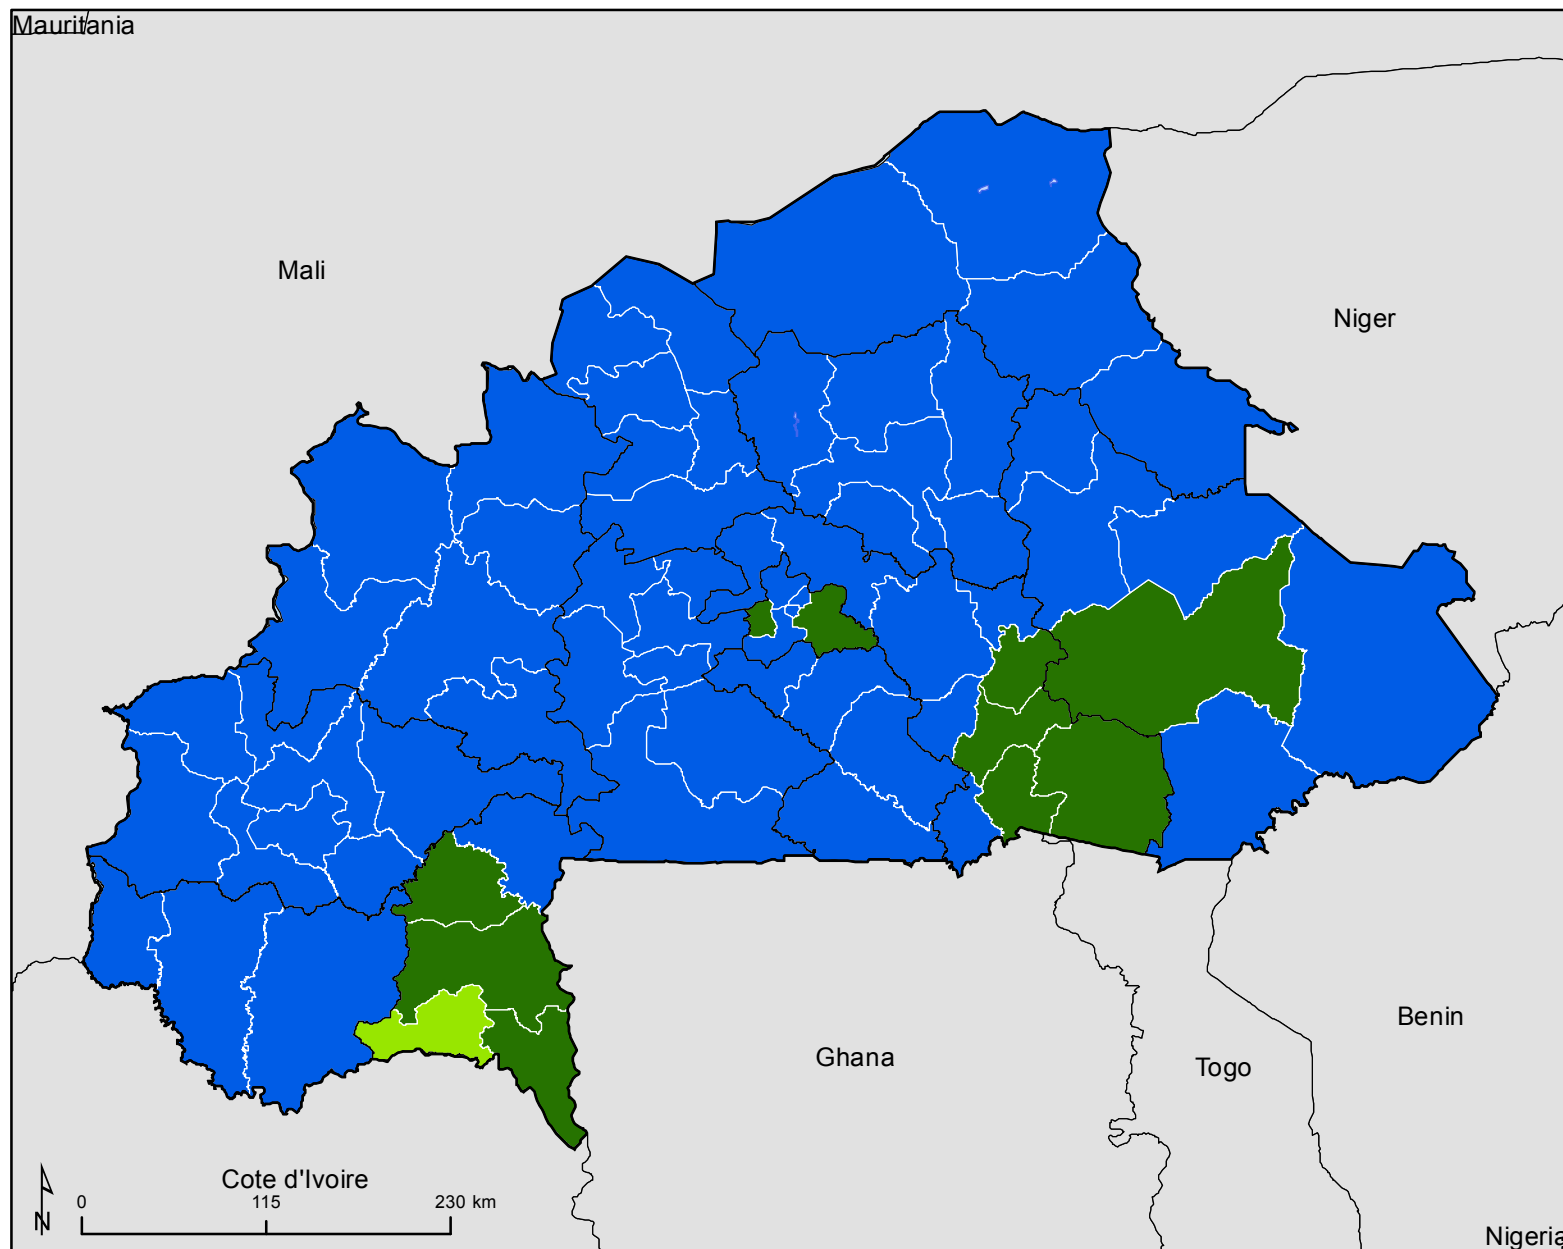 Mauritania
Mali
Niger
Benin
Ghana
Togo
Cote d'Ivoire
0 115 230 km
N
Nigeria